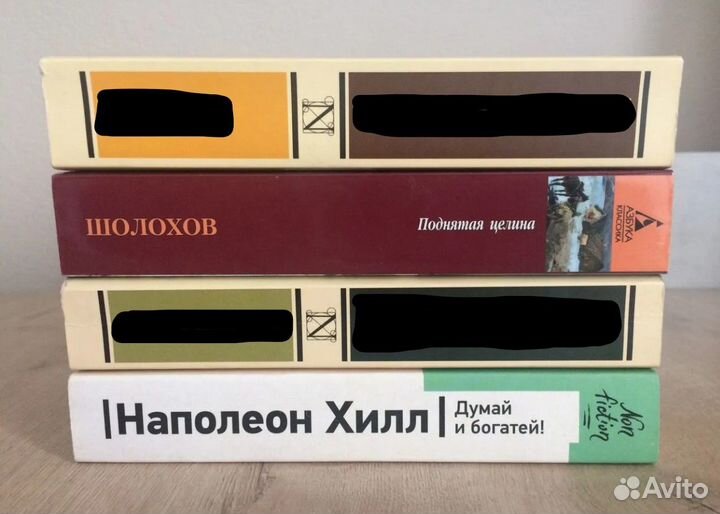 N
ШОЛОХОВ
Поднятая целина
АЗБУКА
КЛАССИКА
N
Наполеон Хилл
Думай
и богатей!
Non
fiction
Avito